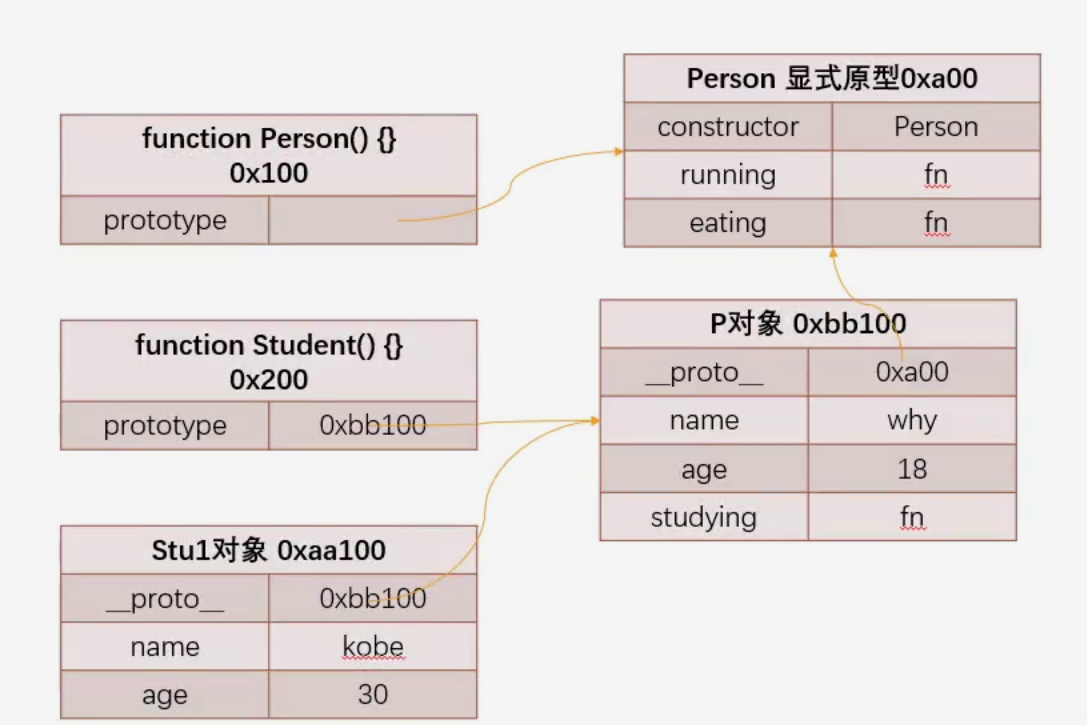 function Person() {}
0x100
prototype
Person 显式原型0xa00
constructor Person
running fn
eating fn
function Student() {}
0x200
prototype 0xbb100
P对象 0xbb100
__proto__ 0xa00
name why
age 18
studying fn
Stu1对象 0xaa100
__proto__ 0xbb100
name kobe
age 30